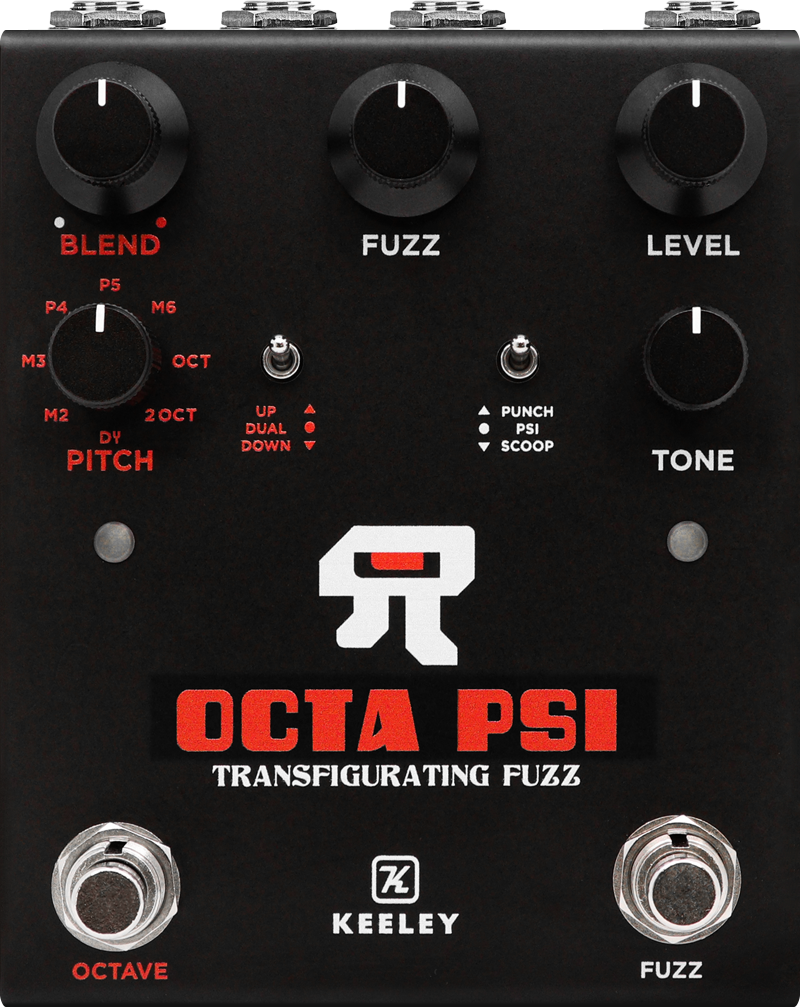 BLEND
FUZZ
LEVEL
P5
P4
M6
M3
OCT
M2
2OCT
DY
PITCH
UP
DUAL
DOWN
PUNCH
PSI
SCOOP
TONE
OCTA PSI
TRANSFIGURATING FUZZ
KEELEY
OCTAVE
FUZZ